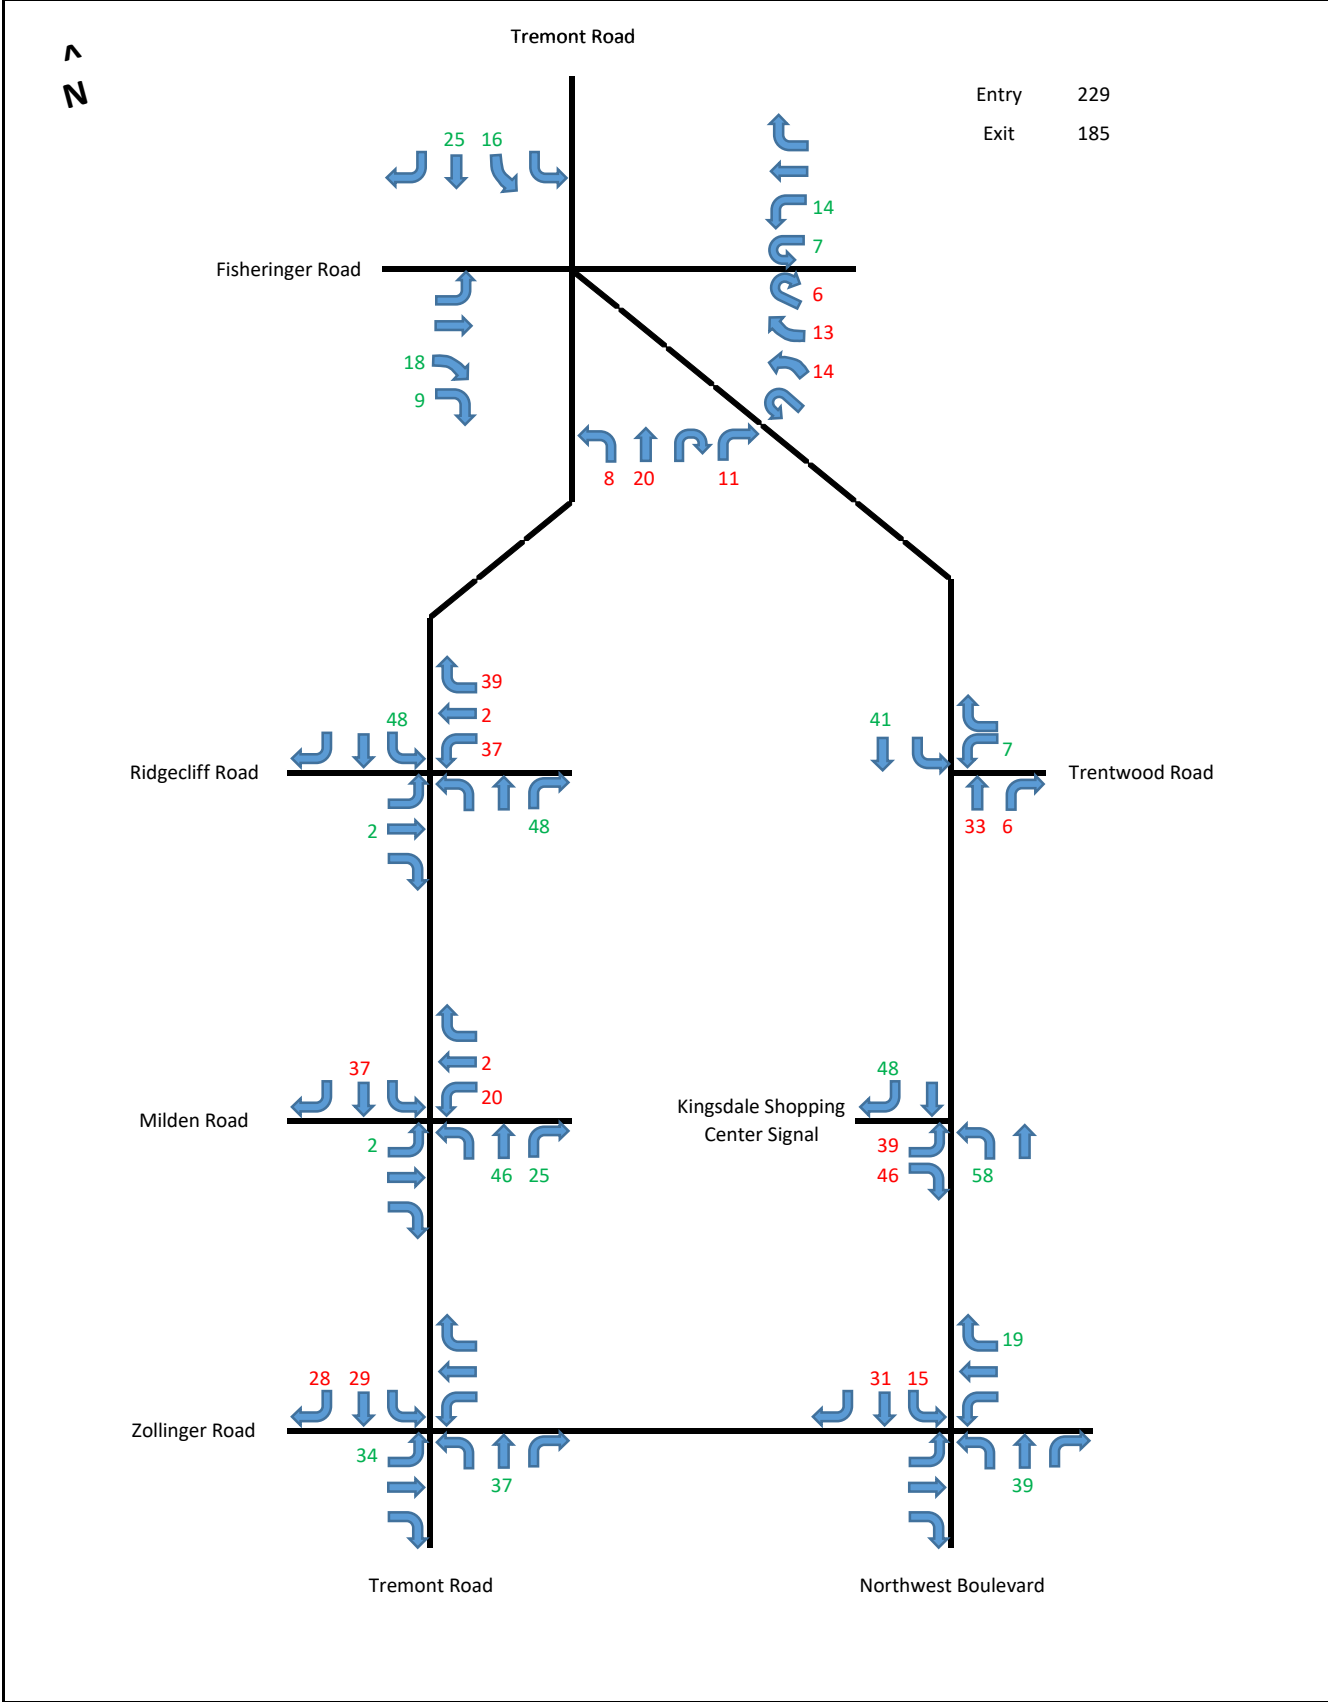 Tremont Road
^
N
Entry 229
Exit 185
25 16
14
7
Fisheringer Road
6
13
18
14
9
8 20 11
39
48 2
41
37
7
Ridgecliff Road
Trentwood Road
2 48
33 6
37 2
48
20
Milden Road
Kingsdale Shopping
Center Signal
2
39
46 25
46 58
19
28 29
31 15
Zollinger Road
34
37
39
Tremont Road
Northwest Boulevard